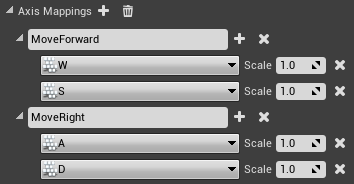 Axis Mappings
MoveForward
W Scale 1.0
S Scale 1.0
MoveRight
A Scale 1.0
D Scale 1.0